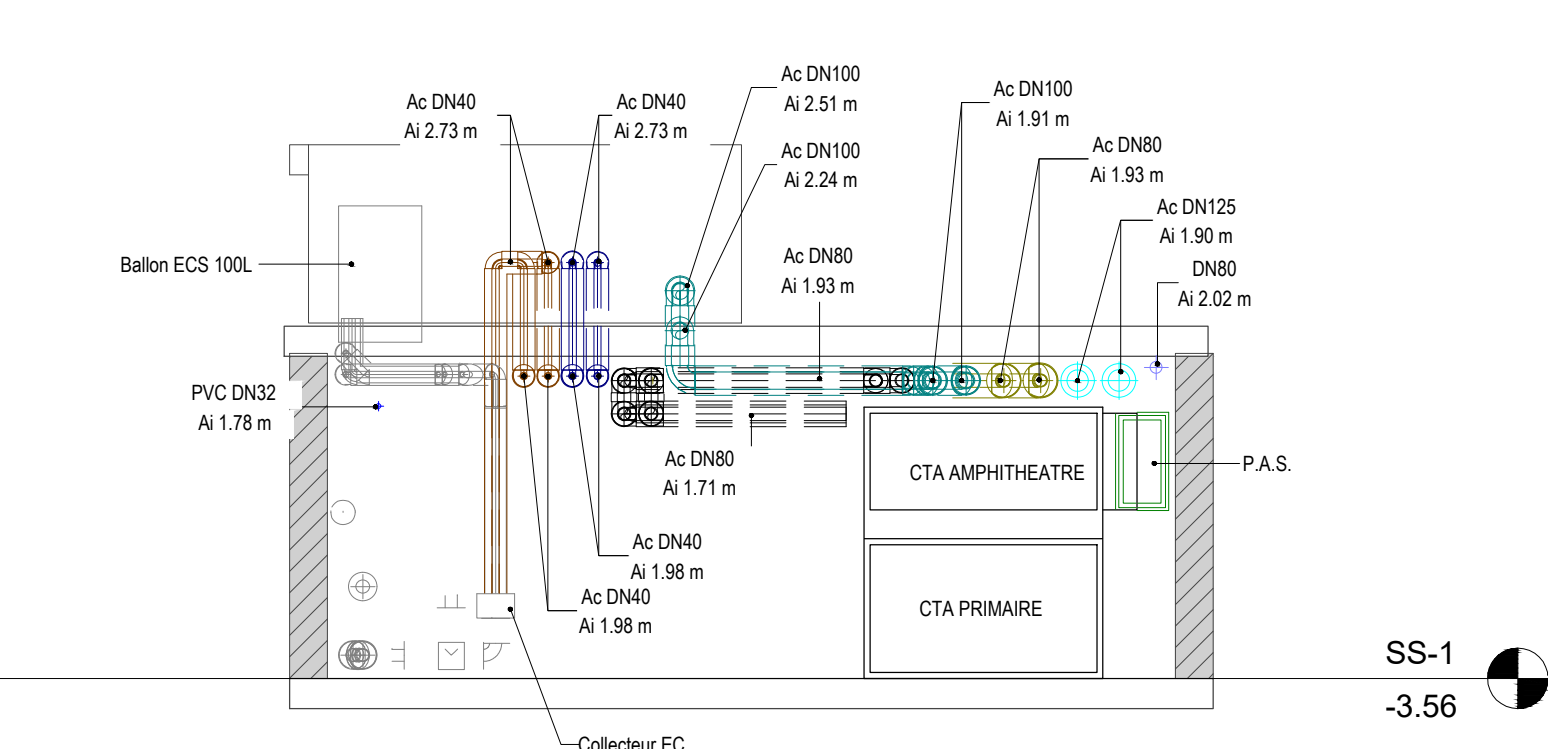 Ac DN100
Ai 2.51 m
Ac DN40
Ai 2.73 m
Ac DN40
Ai 2.73 m
Ac DN100
Ai 1.91 m
Ac DN100
Ai 2.24 m
Ac DN80
Ai 1.93 m
Ac DN125
Ai 1.90 m
Ballon ECS 100L
Ac DN80
Ai 1.93 m
DN80
Ai 2.02 m
PVC DN32
Ai 1.78 m
Ac DN80
Ai 1.71 m
CTA AMPHITHEATRE
P.A.S.
Ac DN40
Ai 1.98 m
Ac DN40
Ai 1.98 m
CTA PRIMAIRE
SS-1
-3.56
Collecteur